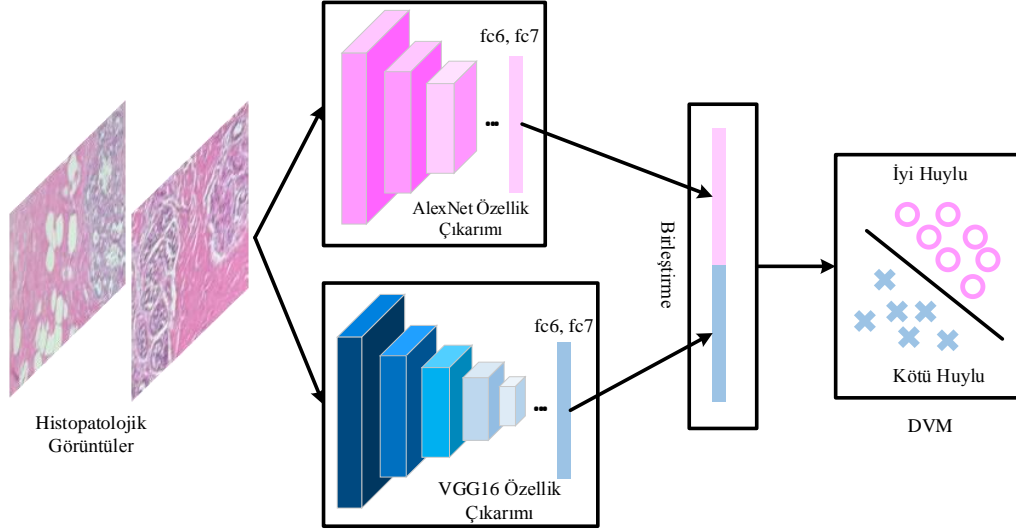 Histopatolojik
Görüntüler
fc6, fc7
...
AlexNet Özellik
Çıkarımı
fc6, fc7
...
VGG16 Özellik
Çıkarımı
Birleştirme
İyi Huylu
Kötü Huylu
DVM